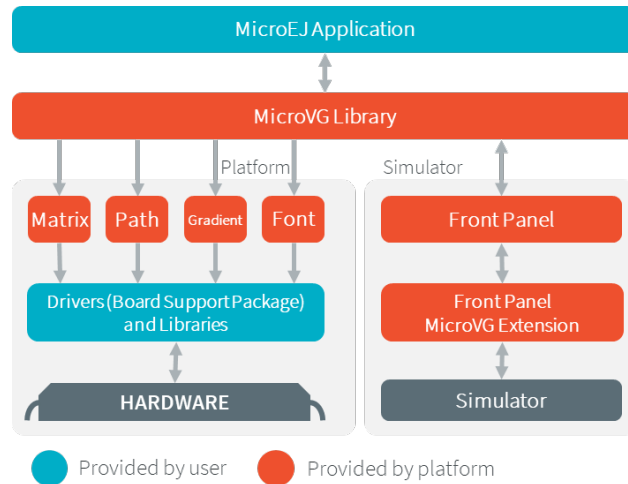 MicroEJ Application
MicroVG Library
Platform
Simulator
Matrix
Path
Gradient
Font
Front Panel
Drivers (Board Support Package)
and Libraries
Front Panel
MicroVG Extension
HARDWARE
Simulator
Provided by user
Provided by platform